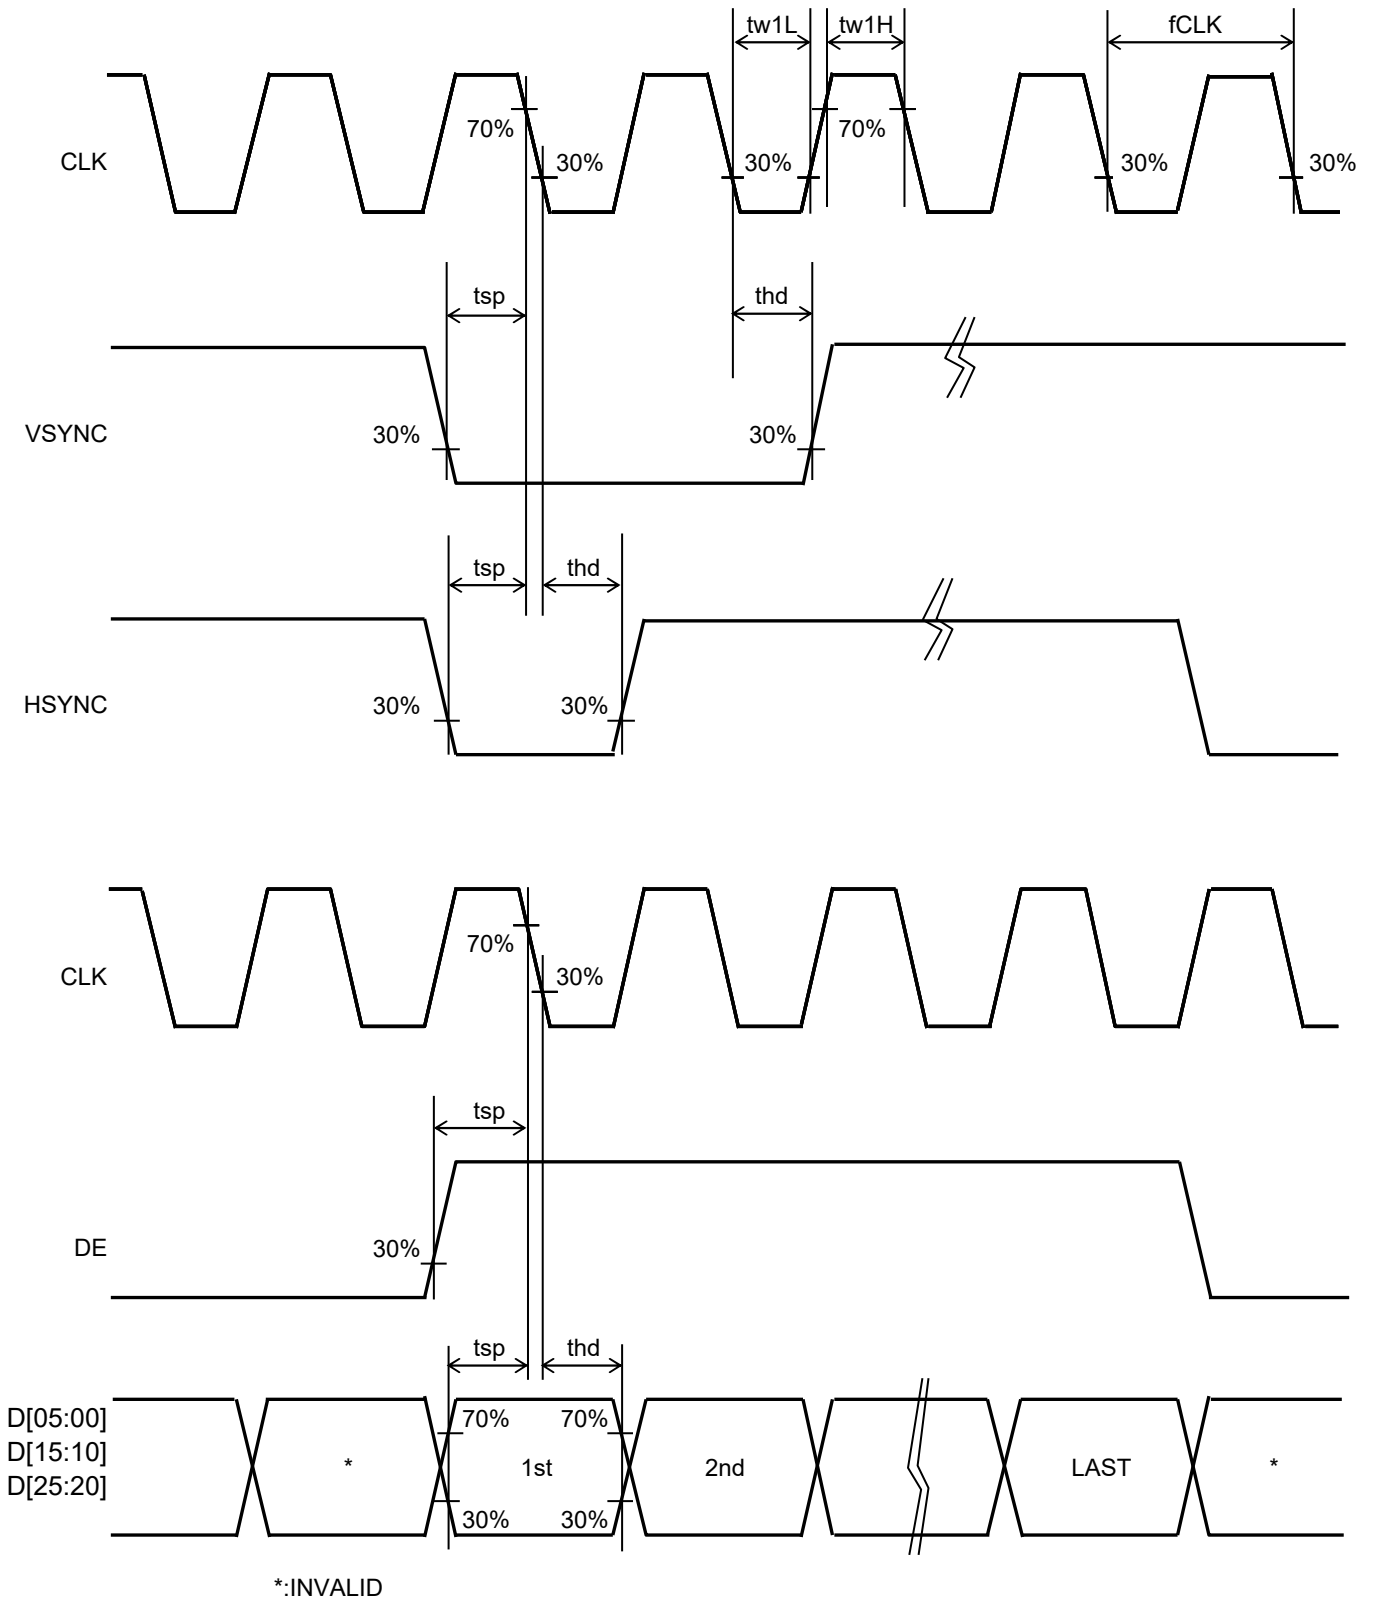 tw1L tw1H fCLK
70% 70%
CLK 30% 30% 30% 30%
tsp thd
VSYNC 30% 30%
tsp thd
HSYNC 30% 30%
70%
CLK 30%
tsp
DE 30%
tsp thd
D[05:00] 70% 70%
D[15:10] * 1st 2nd LAST *
D[25:20]
30% 30%
*:INVALID